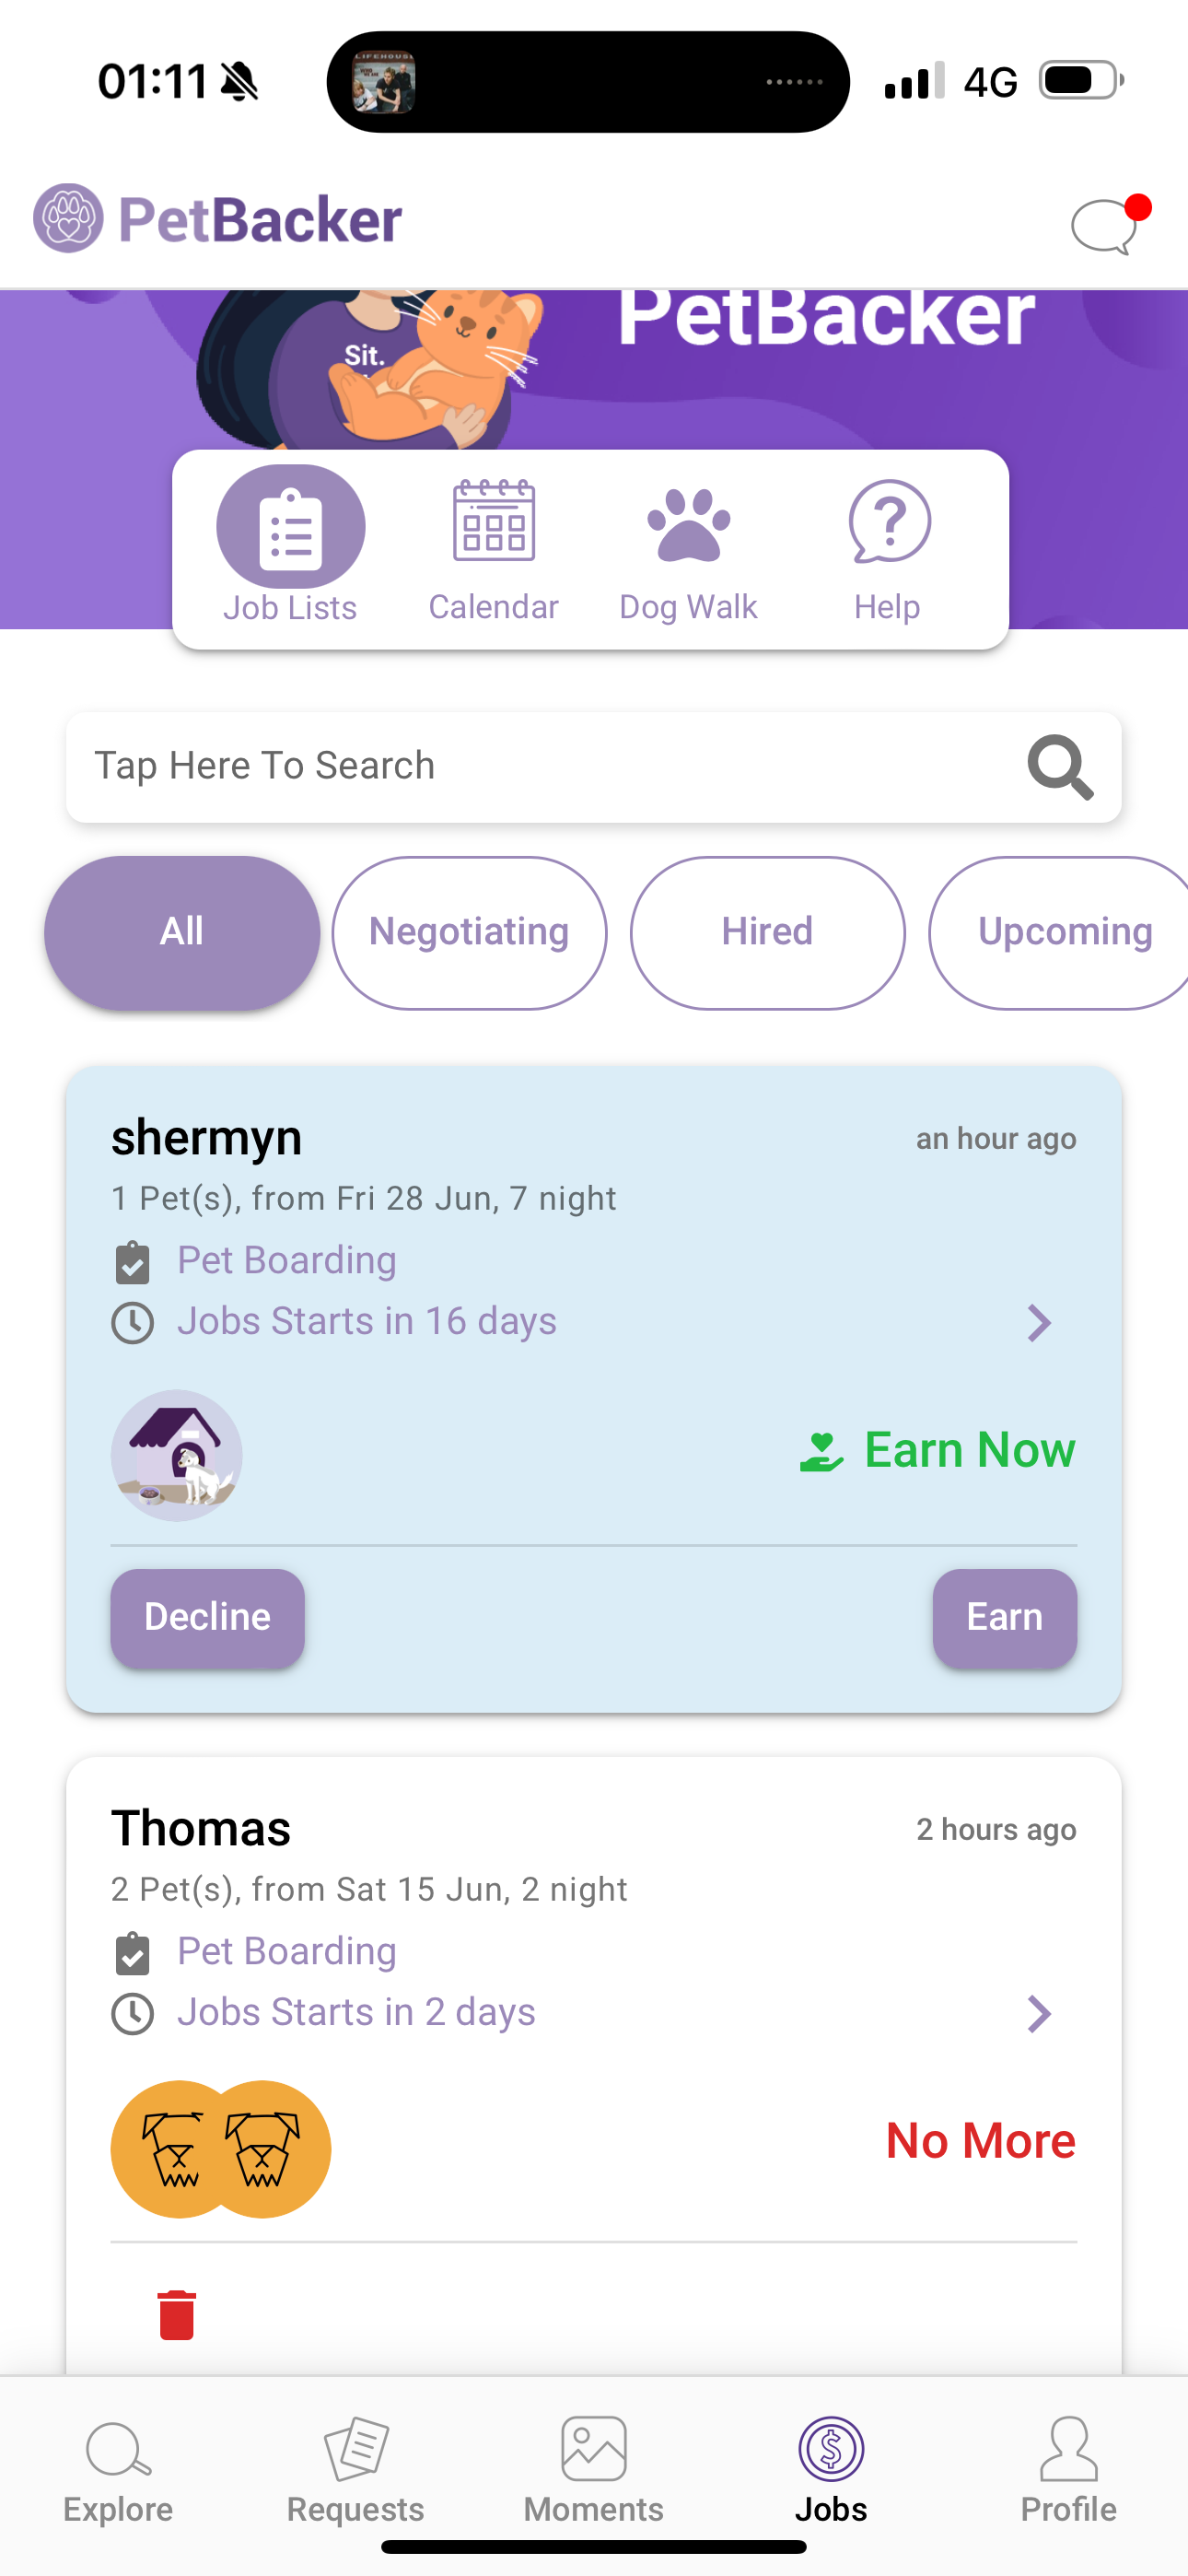 01:11
LIFEHOUSE
4G
PetBacker
PetBacker
Sit.
Job Lists
Calendar
Dog Walk
Help
Tap Here To Search
All
Negotiating
Hired
Upcoming
shermyn
an hour ago
1 Pet(s), from Fri 28 Jun, 7 night
Pet Boarding
Jobs Starts in 16 days
Earn Now
Decline
Earn
Thomas
2 hours ago
2 Pet(s), from Sat 15 Jun, 2 night
Pet Boarding
Jobs Starts in 2 days
No More
Explore
Requests
Moments
Jobs
Profile